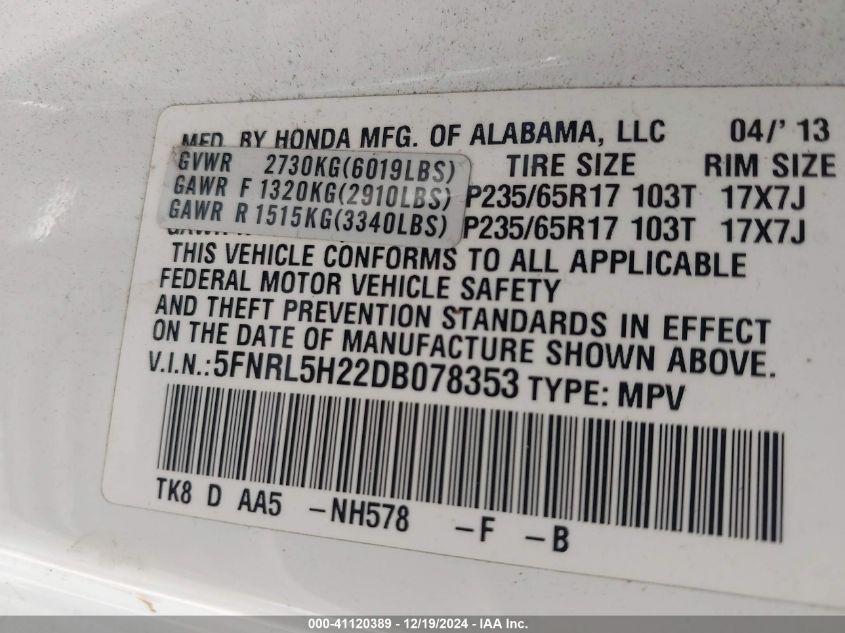 MFD. BY HONDA MFG. OF ALABAMA, LLC 04/' 13
GVWR 2730KG(6019LBS) TIRE SIZE RIM SIZE
GAWR F 1320KG(2910LBS) P235/65R17 103T 17X7J
GAWR R 1515KG(3340LBS) P235/65R17 103T 17X7J
THIS VEHICLE CONFORMS TO ALL APPLICABLE
FEDERAL MOTOR VEHICLE SAFETY
AND THEFT PREVENTION STANDARDS IN EFFECT
ON THE DATE OF MANUFACTURE SHOWN ABOVE.
V.I.N.:5FNRL5H22DB078353 TYPE: MPV
TK8 D AA5 -NH578 -F -B
000-41120389 - 12/19/2024 - IAA Inc.